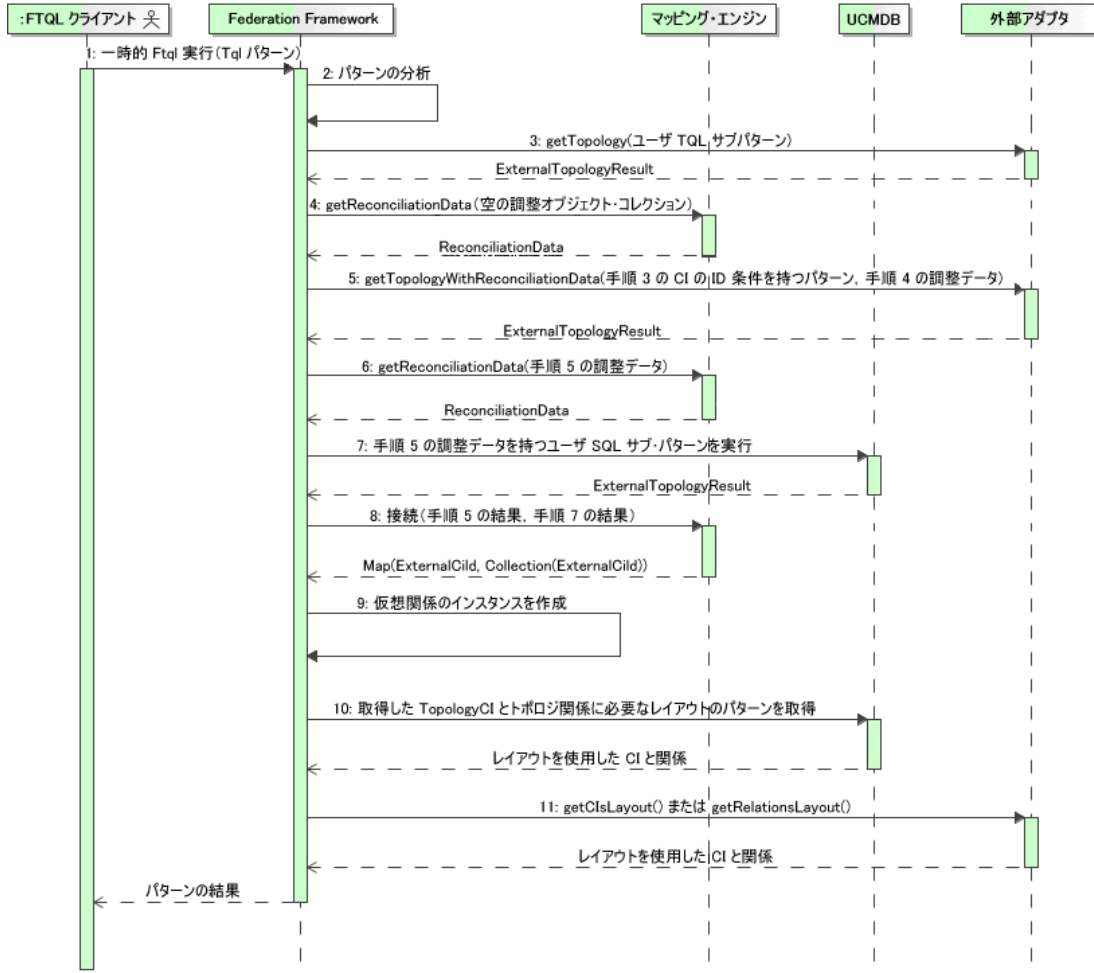 :FTQL クライアント
Federation Framework
マッピング・エンジン
UCMDB
外部アダプタ
1: 一時的 Ftql 実行(Tql パターン)
2: パターンの分析
3: getTopology(ユーザ TQL サブパターン)
ExternalTopologyResult
4: getReconciliationData(空の調整オブジェクト・コレクション)
ReconciliationData
5: getTopologyWithReconciliationData(手順 3 の CI の ID 条件を持つパターン, 手順 4 の調整データ)
ExternalTopologyResult
6: getReconciliationData(手順 5 の調整データ)
ReconciliationData
7: 手順 5 の調整データを持つユーザ SQL サブ・パターンを実行
ExternalTopologyResult
8: 接続(手順 5 の結果, 手順 7 の結果)
Map(ExternalCiId, Collection(ExternalCiId))
9: 仮想関係のインスタンスを作成
10: 取得した TopologyCI とトポロジ関係に必要なレイアウトのパターンを取得
レイアウトを使用した CI と関係
11: getCIsLayout() または getRelationsLayout()
レイアウトを使用した CI と関係
パターンの結果